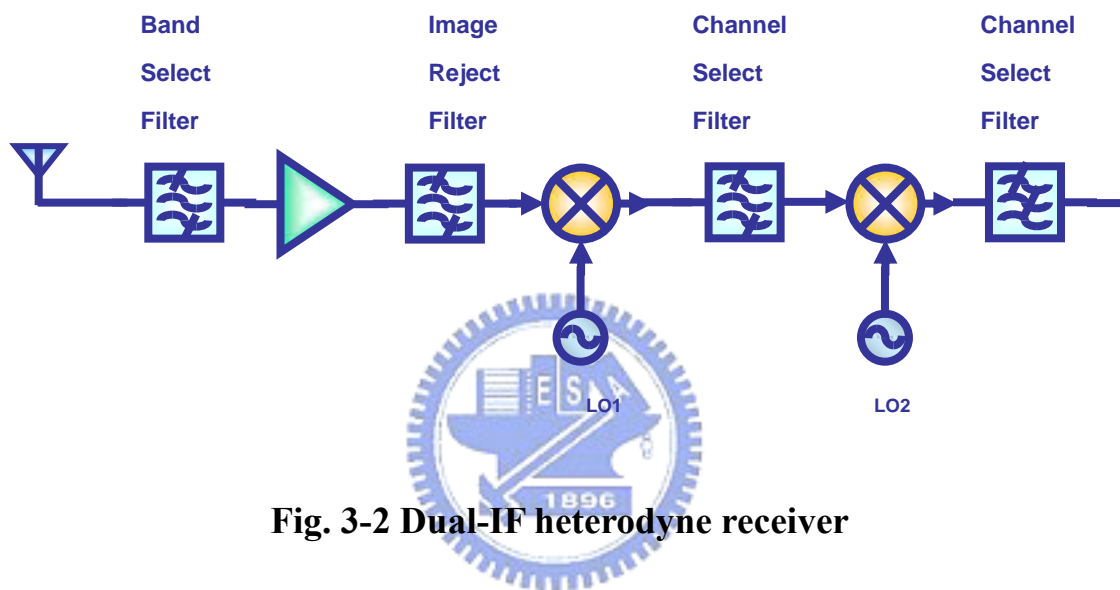 Band
Select
Filter
Image
Reject
Filter
Channel
Select
Filter
Channel
Select
Filter
LO1
LO2
E S A
1896
Fig. 3-2 Dual-IF heterodyne receiver